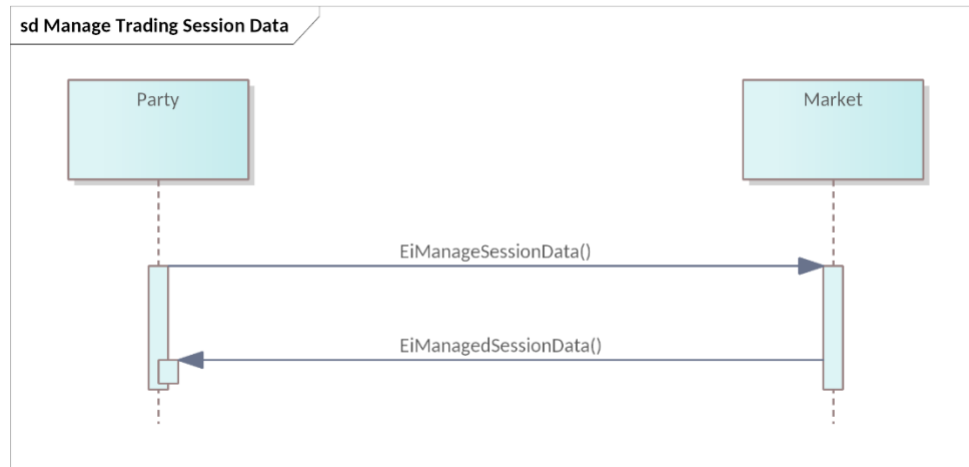 sd Manage Trading Session Data
Party
Market
EiManageSessionData()
EiManagedSessionData()